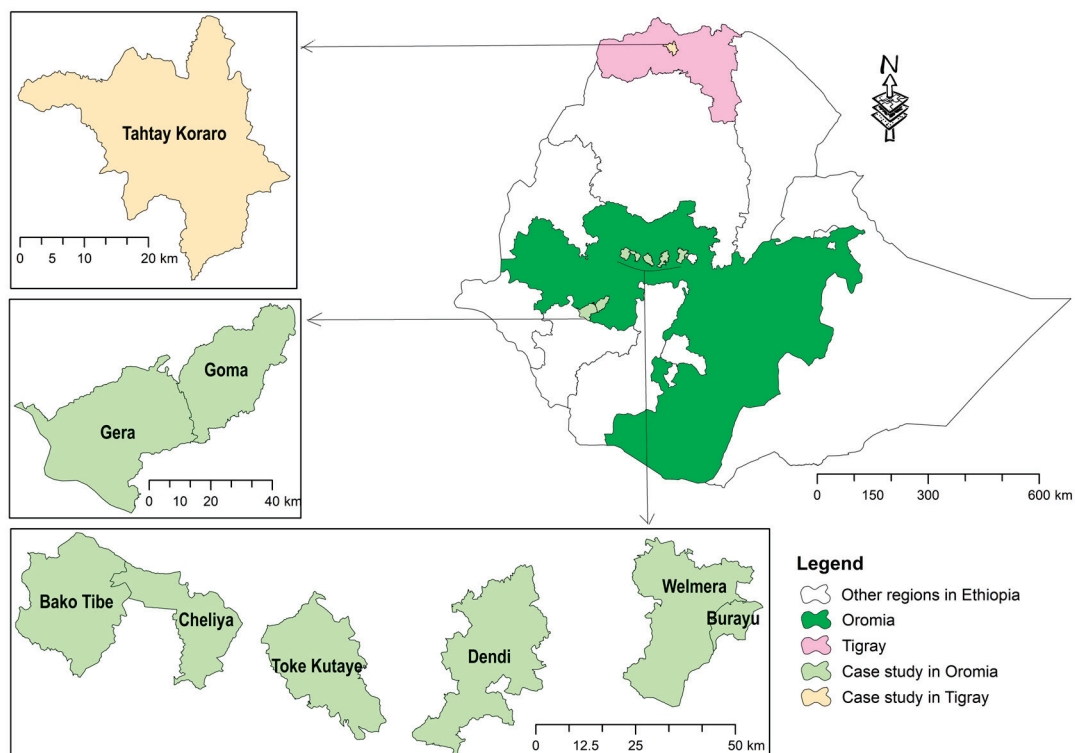 Tahtay Koraro
0 5 10 20 km
Goma
Gera
0 10 20 40 km
N
0 150 300 600 km
Bako Tibe
Cheliya
Toke Kutaye
Dendi
Welmera
Burayu
0 12.5 25 50 km
Legend
Other regions in Ethiopia
Oromia
Tigray
Case study in Oromia
Case study in Tigray